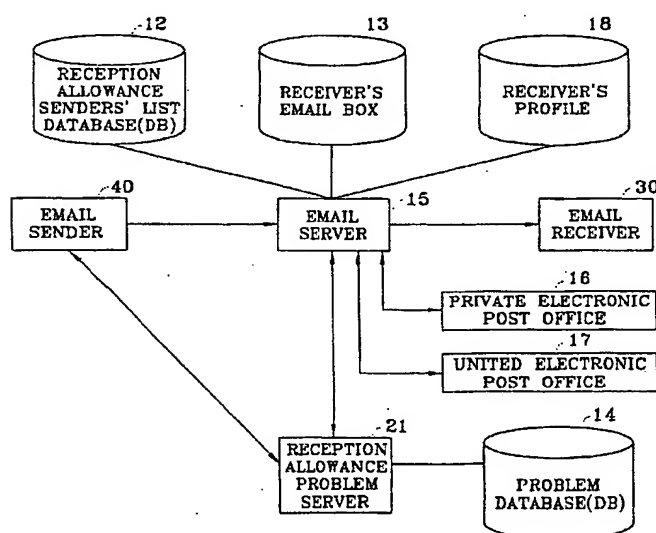 12
RECEPTION
ALLOWANCE
SENDERS' LIST
DATABASE(DB)
13
RECEIVER'S
EMAIL BOX
18
RECEIVER'S
PROFILE
40
EMAIL
SENDER
15
EMAIL
SERVER
30
EMAIL
RECEIVER
16
PRIVATE ELECTRONIC
POST OFFICE
17
UNITED ELECTRONIC
POST OFFICE
21
RECEPTION
ALLOWANCE
PROBLEM
SERVER
14
PROBLEM
DATABASE(DB)